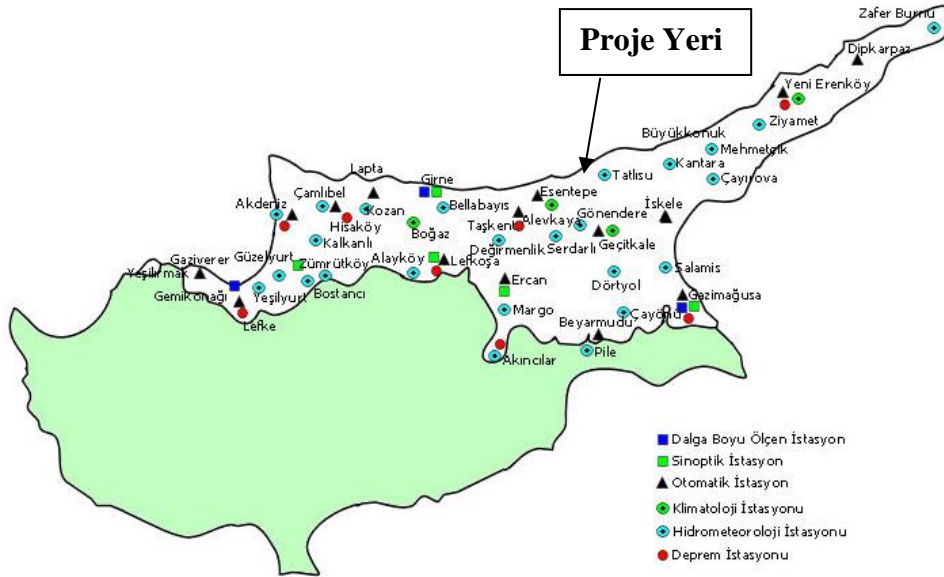 Zafer Burnu
Proje Yeri
Dipkarpaz
Yeni Erenköy
Ziyamet
Büyükkonuk
Mehmetçik
Kantara
Çayırova
Tatlısu
Lapta
Girne
Esentepe
Çamlıbel
Akdeniz
Kozan
Bellabayıs
Hisaköy
Taşkent
Alevkaya
Gönendere
İskele
Boğaz
Kalkanlı
Değirmenlik
Serdarlı
Geçitkale
Gaziverer
Güzelyurt
Zümrütköy
Alayköy
Lefkoşa
Yeşilırmak
Ercan
Salamis
Gemikonağı
Yeşilyurt
Bostancı
Dörtyol
Gazimağusa
Margo
Çayönü
Lefke
Beyarmudu
Akıncılar
Pile
Dalga Boyu Ölçen İstasyon
Sinoptik İstasyon
Otomatik İstasyon
Klimatoloji İstasyonu
Hidrometeoroloji İstasyonu
Deprem İstasyonu